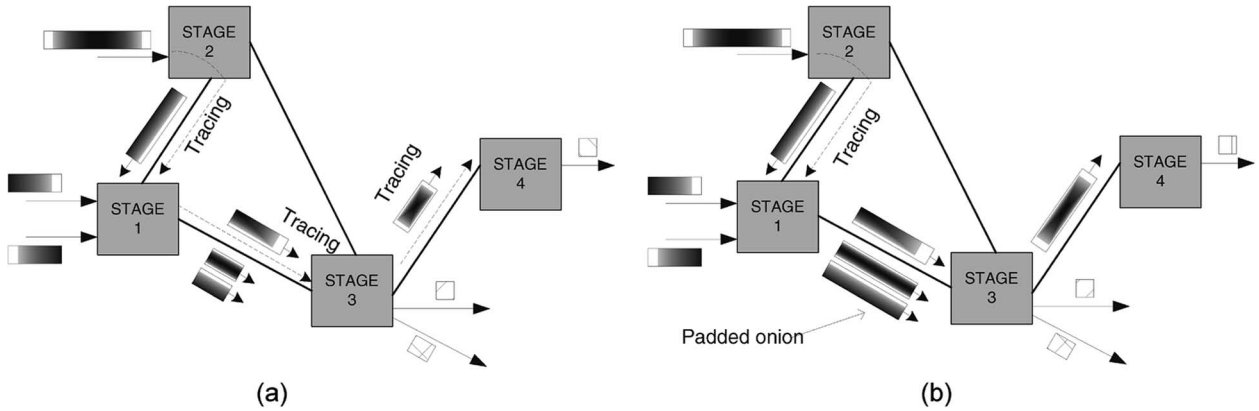 STAGE
2
Tracing
STAGE
1
Tracing
STAGE
3
Tracing
STAGE
4
(a)
STAGE
2
Tracing
STAGE
1
STAGE
3
STAGE
4
Padded onion
(b)